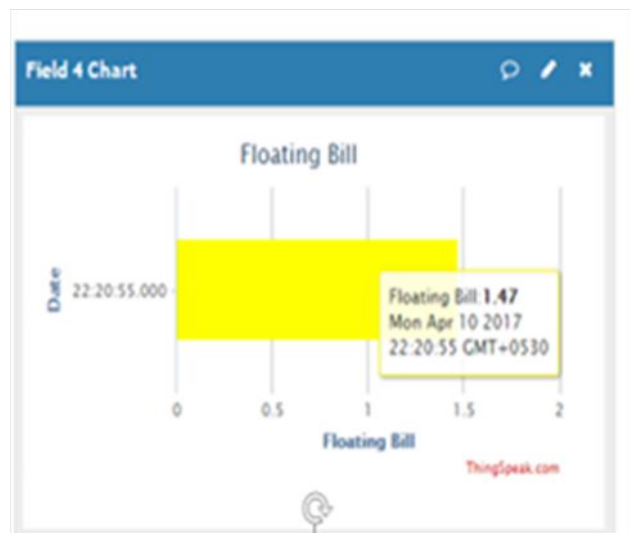 Field 4 Chart
Floating Bill
Date
22:20:55.000
Floating Bill: 1.47
Mon Apr 10 2017
22:20:55 GMT+0530
0 0.5 1 1.5 2
Floating Bill
ThingSpeak.com